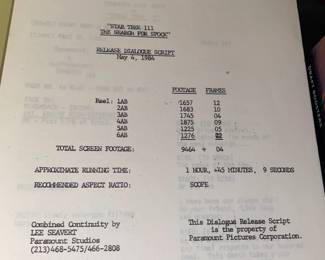 "STAR TREK 111
THE SEARCH FOR SPOCK"
RELEASE DIALOGUE SCRIPT
May 4, 1984
FOOTAGE FRAMES
Reel: 1AB 1657 12
2AB 1683 10
3AB 1745 04
4AB 1875 09
5AB 1225 05
6AB 1276
TOTAL SCREEN FOOTAGE: 9464 + 04
APPROXIMATE RUNNING TIME: 1 HOUR, +45 MINUTES, 9 SECONDS
RECOMMENDED ASPECT RATIO: SCOPE
Combined Continuity by
LEE SEAVERT
Paramount Studios
(213)468-5475/466-2808
This Dialogue Release Script
is the property of
Paramount Pictures Corporation.